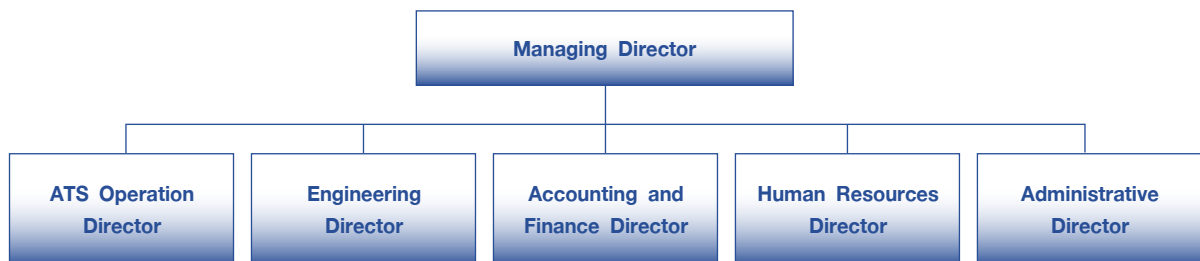 Managing Director
ATS Operation
Director
Engineering
Director
Accounting and
Finance Director
Human Resources
Director
Administrative
Director